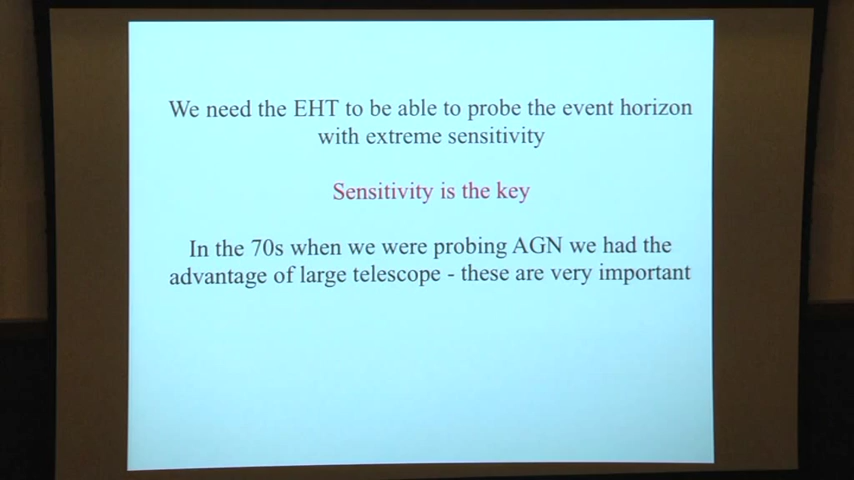 We need the EHT to be able to probe the event horizon
with extreme sensitivity
Sensitivity is the key
In the 70s when we were probing AGN we had the
advantage of large telescope - these are very important